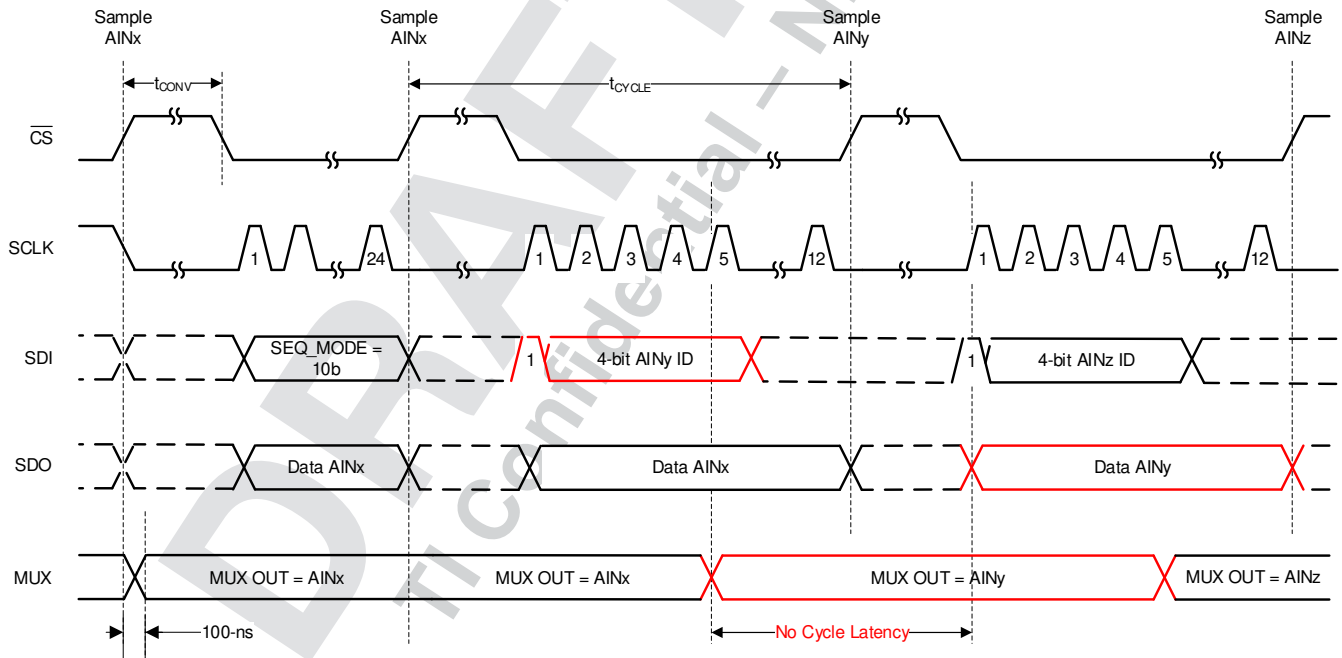 Sample
AINx
Sample
AINx
Sample
AINy
Sample
AINz
tCONV
tCYCLE
CS
SCLK
1
24
1
2
3
4
5
12
1
2
3
4
5
12
SDI
SEQ_MODE =
10b
1
4-bit AINy ID
1
4-bit AINz ID
SDO
Data AINx
Data AINx
Data AINy
MUX
MUX OUT = AINx
MUX OUT = AINx
MUX OUT = AINy
MUX OUT = AINz
100-ns
No Cycle Latency
DRAF
TI Confidential – N